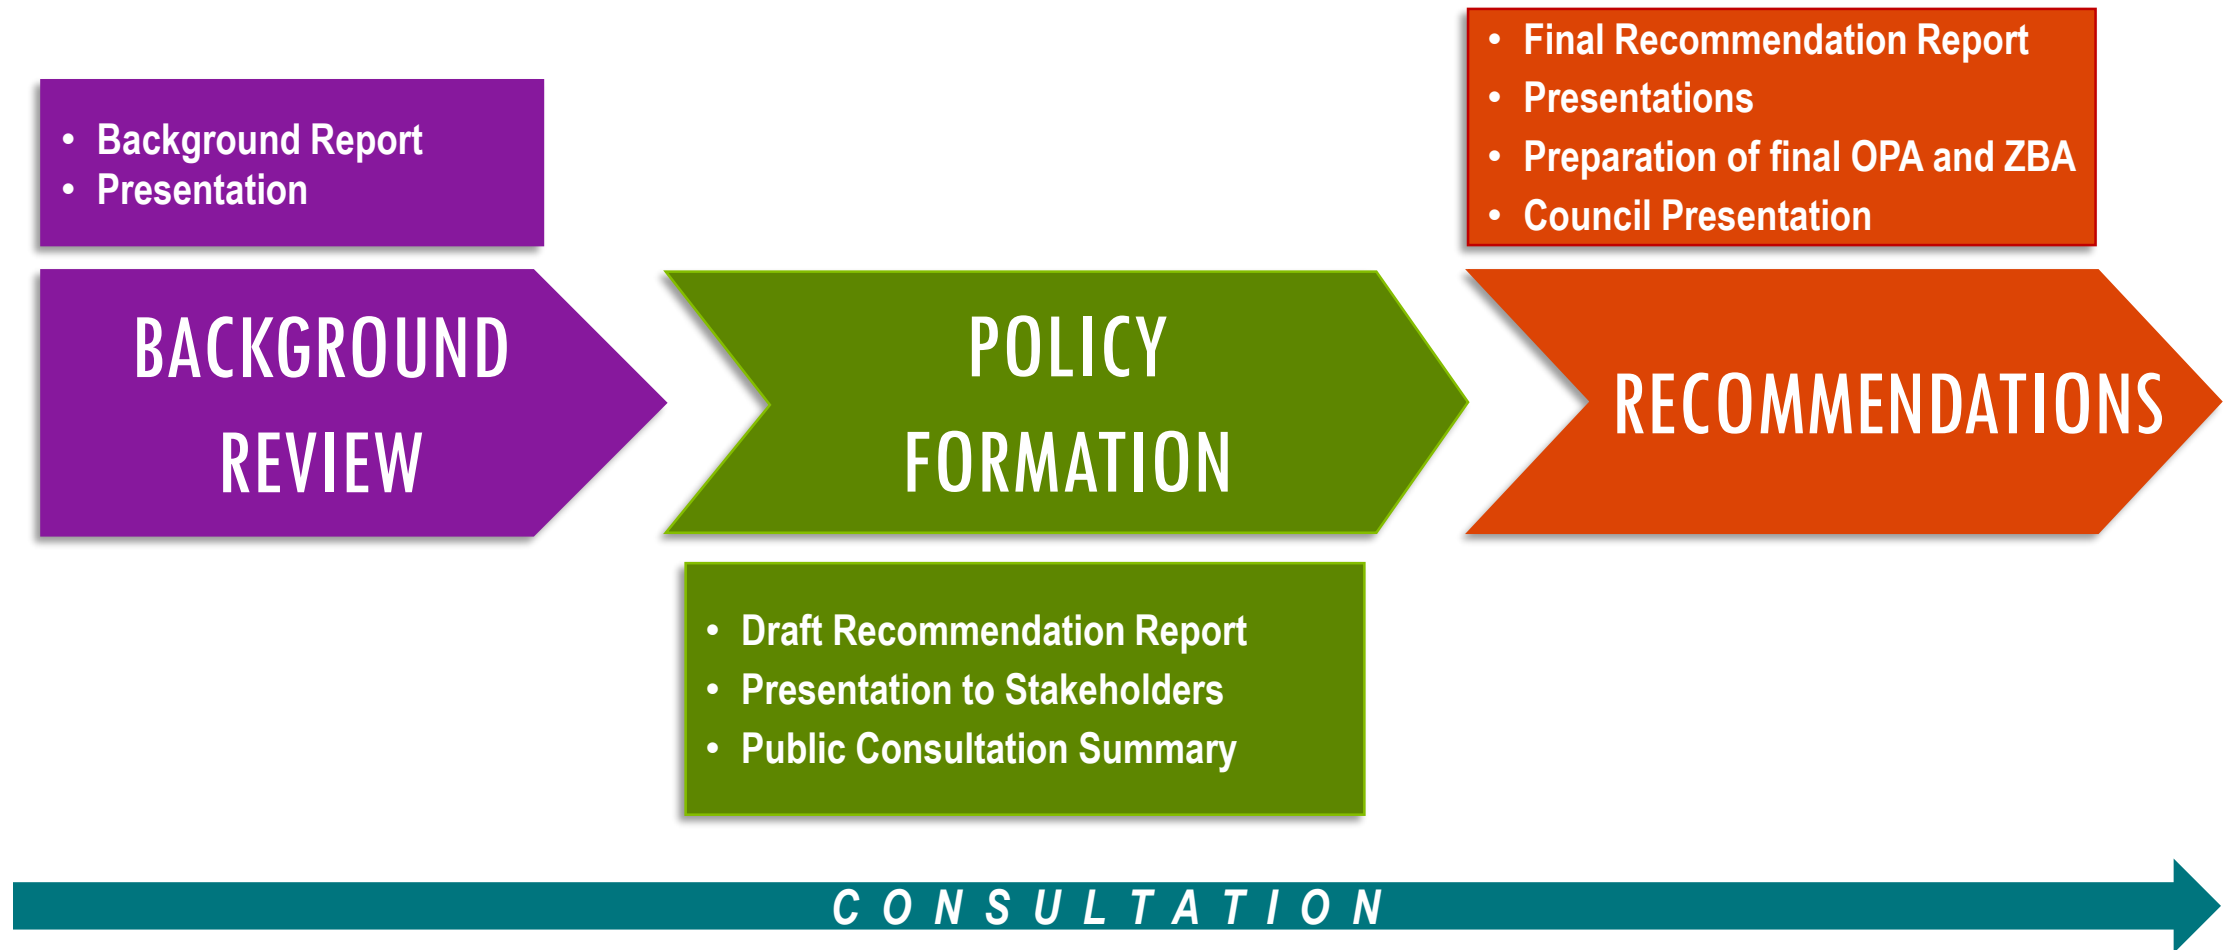 • Background Report
• Presentation
BACKGROUND
REVIEW
POLICY
FORMATION
• Draft Recommendation Report
• Presentation to Stakeholders
• Public Consultation Summary
• Final Recommendation Report
• Presentations
• Preparation of final OPA and ZBA
• Council Presentation
RECOMMENDATIONS
CONSULTATION